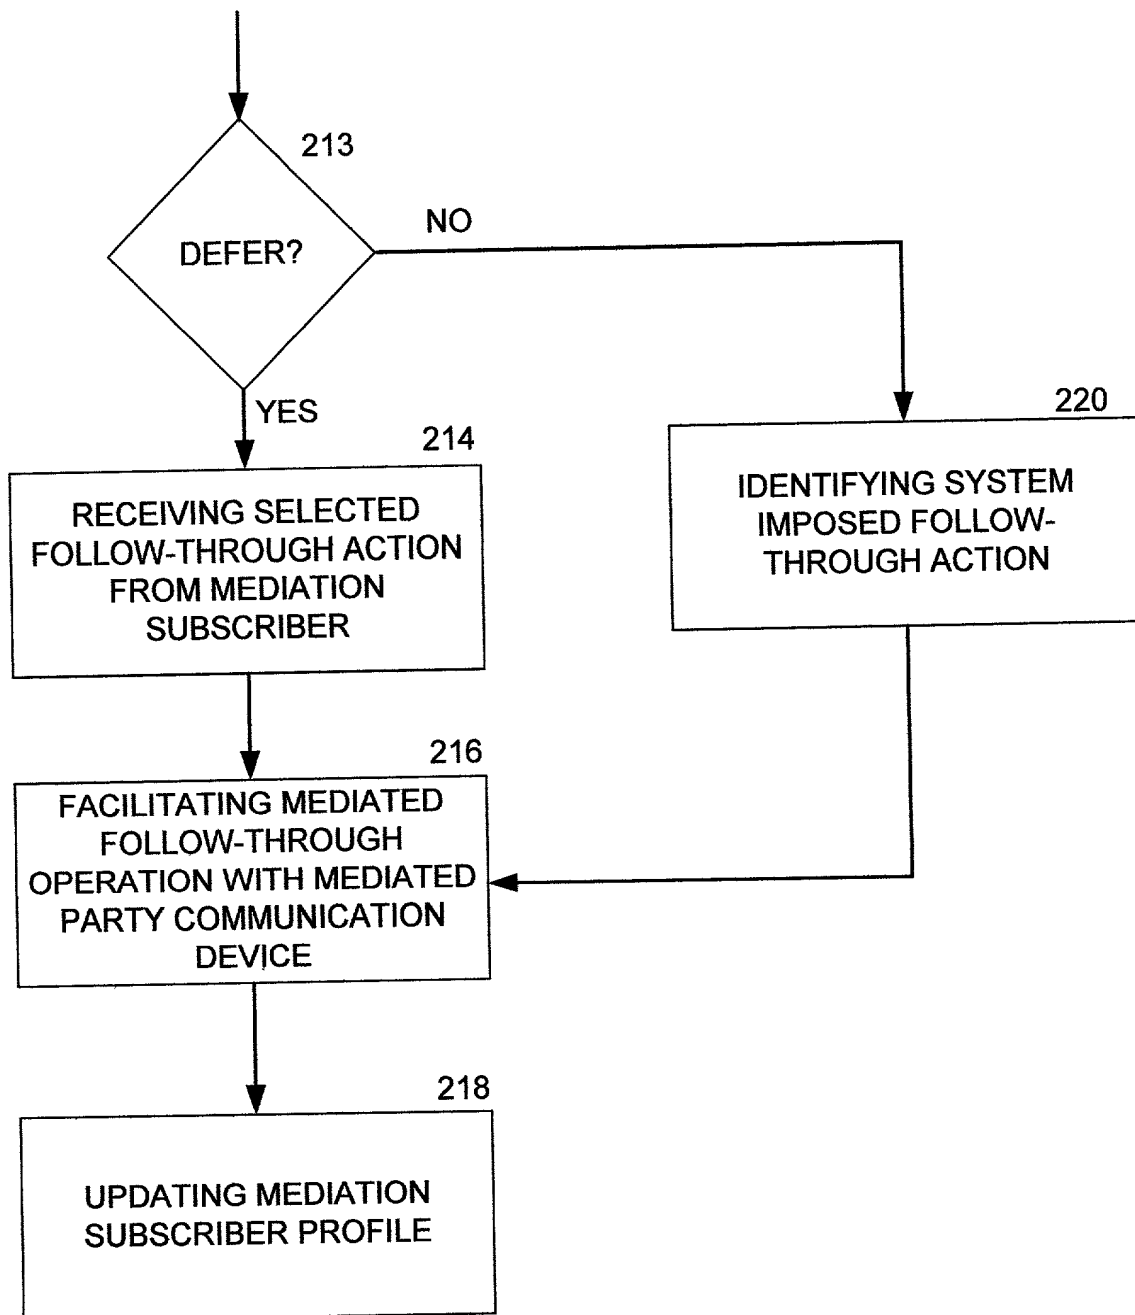 213
DEFER?
NO
YES
214
RECEIVING SELECTED
FOLLOW-THROUGH ACTION
FROM MEDIATION
SUBSCRIBER
220
IDENTIFYING SYSTEM
IMPOSED FOLLOW-
THROUGH ACTION
216
FACILITATING MEDIATED
FOLLOW-THROUGH
OPERATION WITH MEDIATED
PARTY COMMUNICATION
DEVICE
218
UPDATING MEDIATION
SUBSCRIBER PROFILE